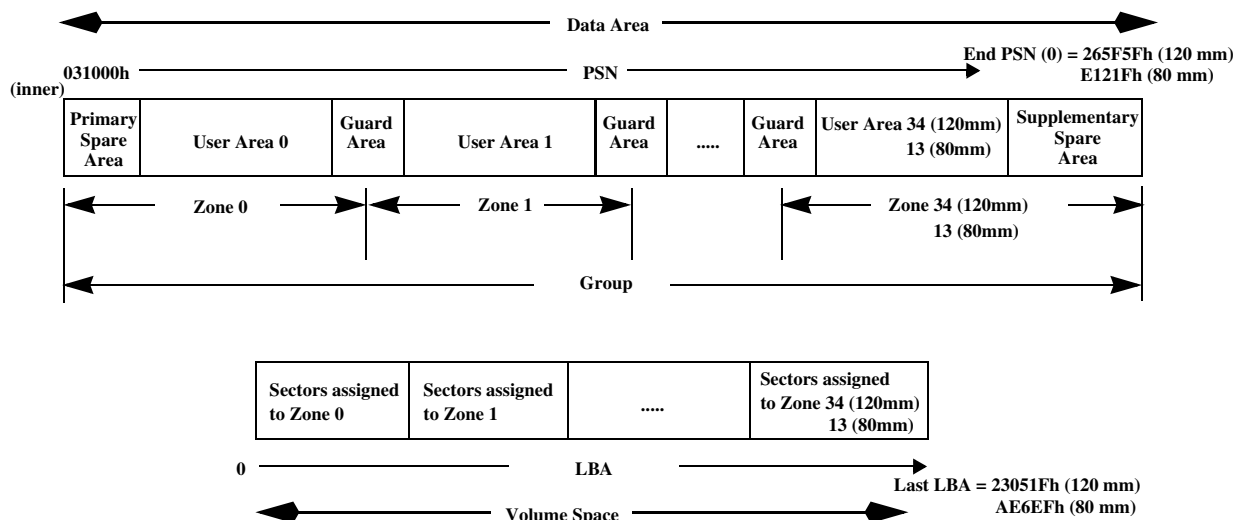 Data Area
End PSN (0) = 265F5Fh (120 mm)
E121Fh (80 mm)
031000h
PSN
(inner)
Primary
Spare
Area
User Area 0
Guard
Area
User Area 1
Guard
Area
.....
Guard
Area
User Area 34 (120mm)
13 (80mm)
Supplementary
Spare
Area
Zone 0
Zone 1
Zone 34 (120mm)
13 (80mm)
Group
Sectors assigned
to Zone 0
Sectors assigned
to Zone 1
.....
Sectors assigned
to Zone 34 (120mm)
13 (80mm)
0
LBA
Last LBA = 23051Fh (120 mm)
AE6EFh (80 mm)
Volume Space